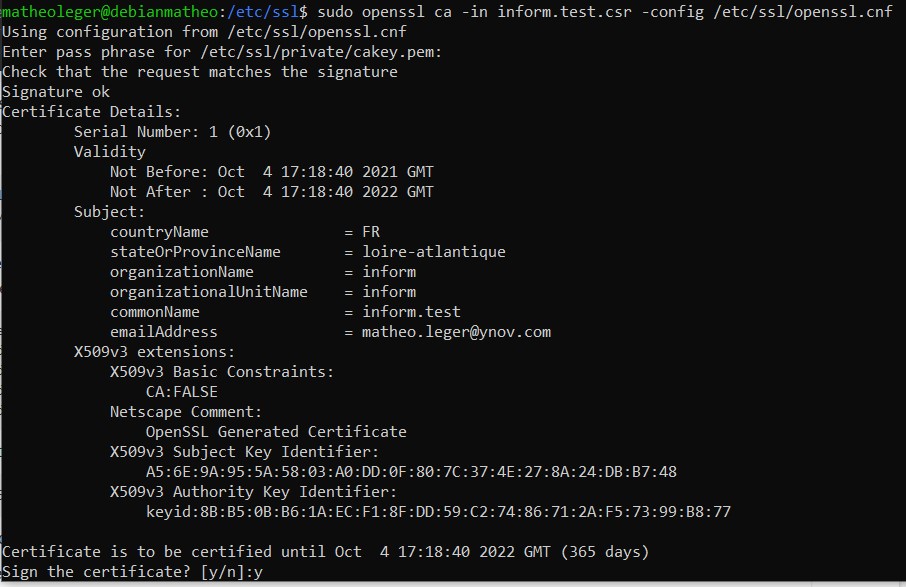 matheoleger@debianmatheo:/etc/ssl$ sudo openssl ca -in inform.test.csr -config /etc/ssl/openssl.cnf
Using configuration from /etc/ssl/openssl.cnf
Enter pass phrase for /etc/ssl/private/cakey.pem:
Check that the request matches the signature
Signature ok
Certificate Details:
        Serial Number: 1 (0x1)
        Validity
            Not Before: Oct  4 17:18:40 2021 GMT
            Not After : Oct  4 17:18:40 2022 GMT
        Subject:
            countryName               = FR
            stateOrProvinceName       = loire-atlantique
            organizationName          = inform
            organizationalUnitName    = inform
            commonName                = inform.test
            emailAddress              = matheo.leger@ynov.com
        X509v3 extensions:
            X509v3 Basic Constraints:
                CA:FALSE
            Netscape Comment:
                OpenSSL Generated Certificate
            X509v3 Subject Key Identifier:
                A5:6E:9A:95:5A:58:03:A0:DD:0F:80:7C:37:4E:27:8A:24:DB:B7:48
            X509v3 Authority Key Identifier:
                keyid:8B:B5:0B:B6:1A:EC:F1:8F:DD:59:C2:74:86:71:2A:F5:73:99:B8:77
Certificate is to be certified until Oct  4 17:18:40 2022 GMT (365 days)
Sign the certificate? [y/n]:y